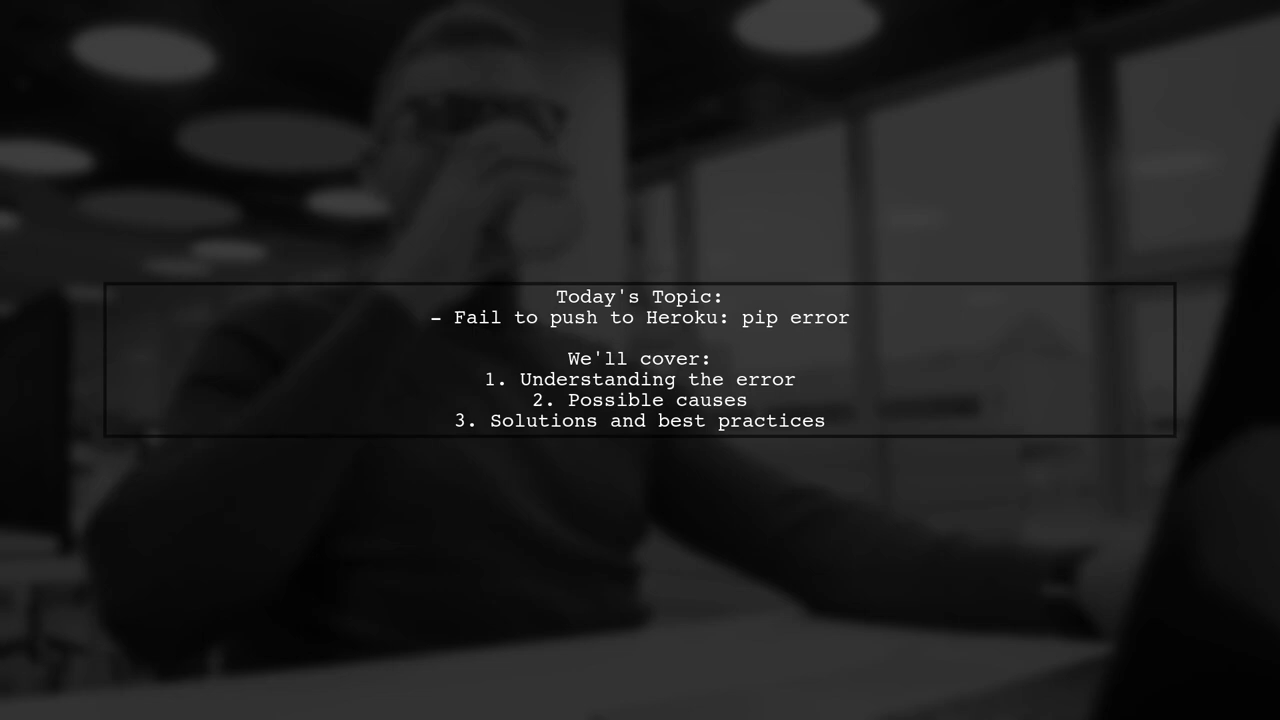 Today's Topic:
- Fail to push to Heroku: pip error
We'll cover:
1. Understanding the error
2. Possible causes
3. Solutions and best practices